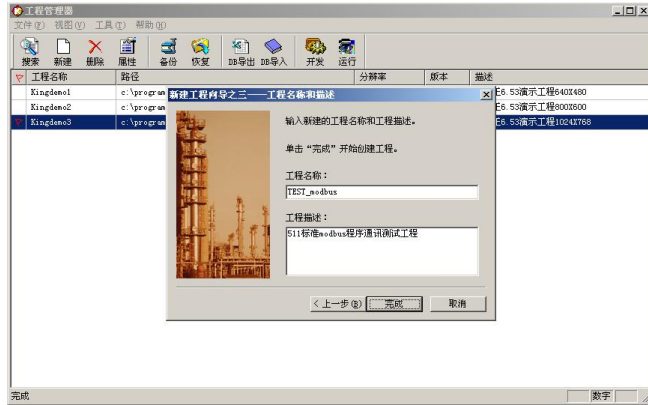 工程管理器
文件(F) 视图(V) 工具(T) 帮助(H)
搜索 新建 删除 属性 备份 恢复 DB导出 DB导入 开发 运行
工程名称 路径 分辨率 版本 描述
Kingdemo1 c:\program 6.53演示工程640X480
Kingdemo2 c:\program 6.53演示工程800X600
Kingdemo3 c:\program 6.53演示工程1024X768
新建工程向导之三——工程名称和描述
输入新建的工程名称和工程描述。
单击“完成”开始创建工程。
工程名称：
TEST_modbus
工程描述：
511标准modbus程序通讯测试工程
<上一步(B) 完成 取消
完成 数字